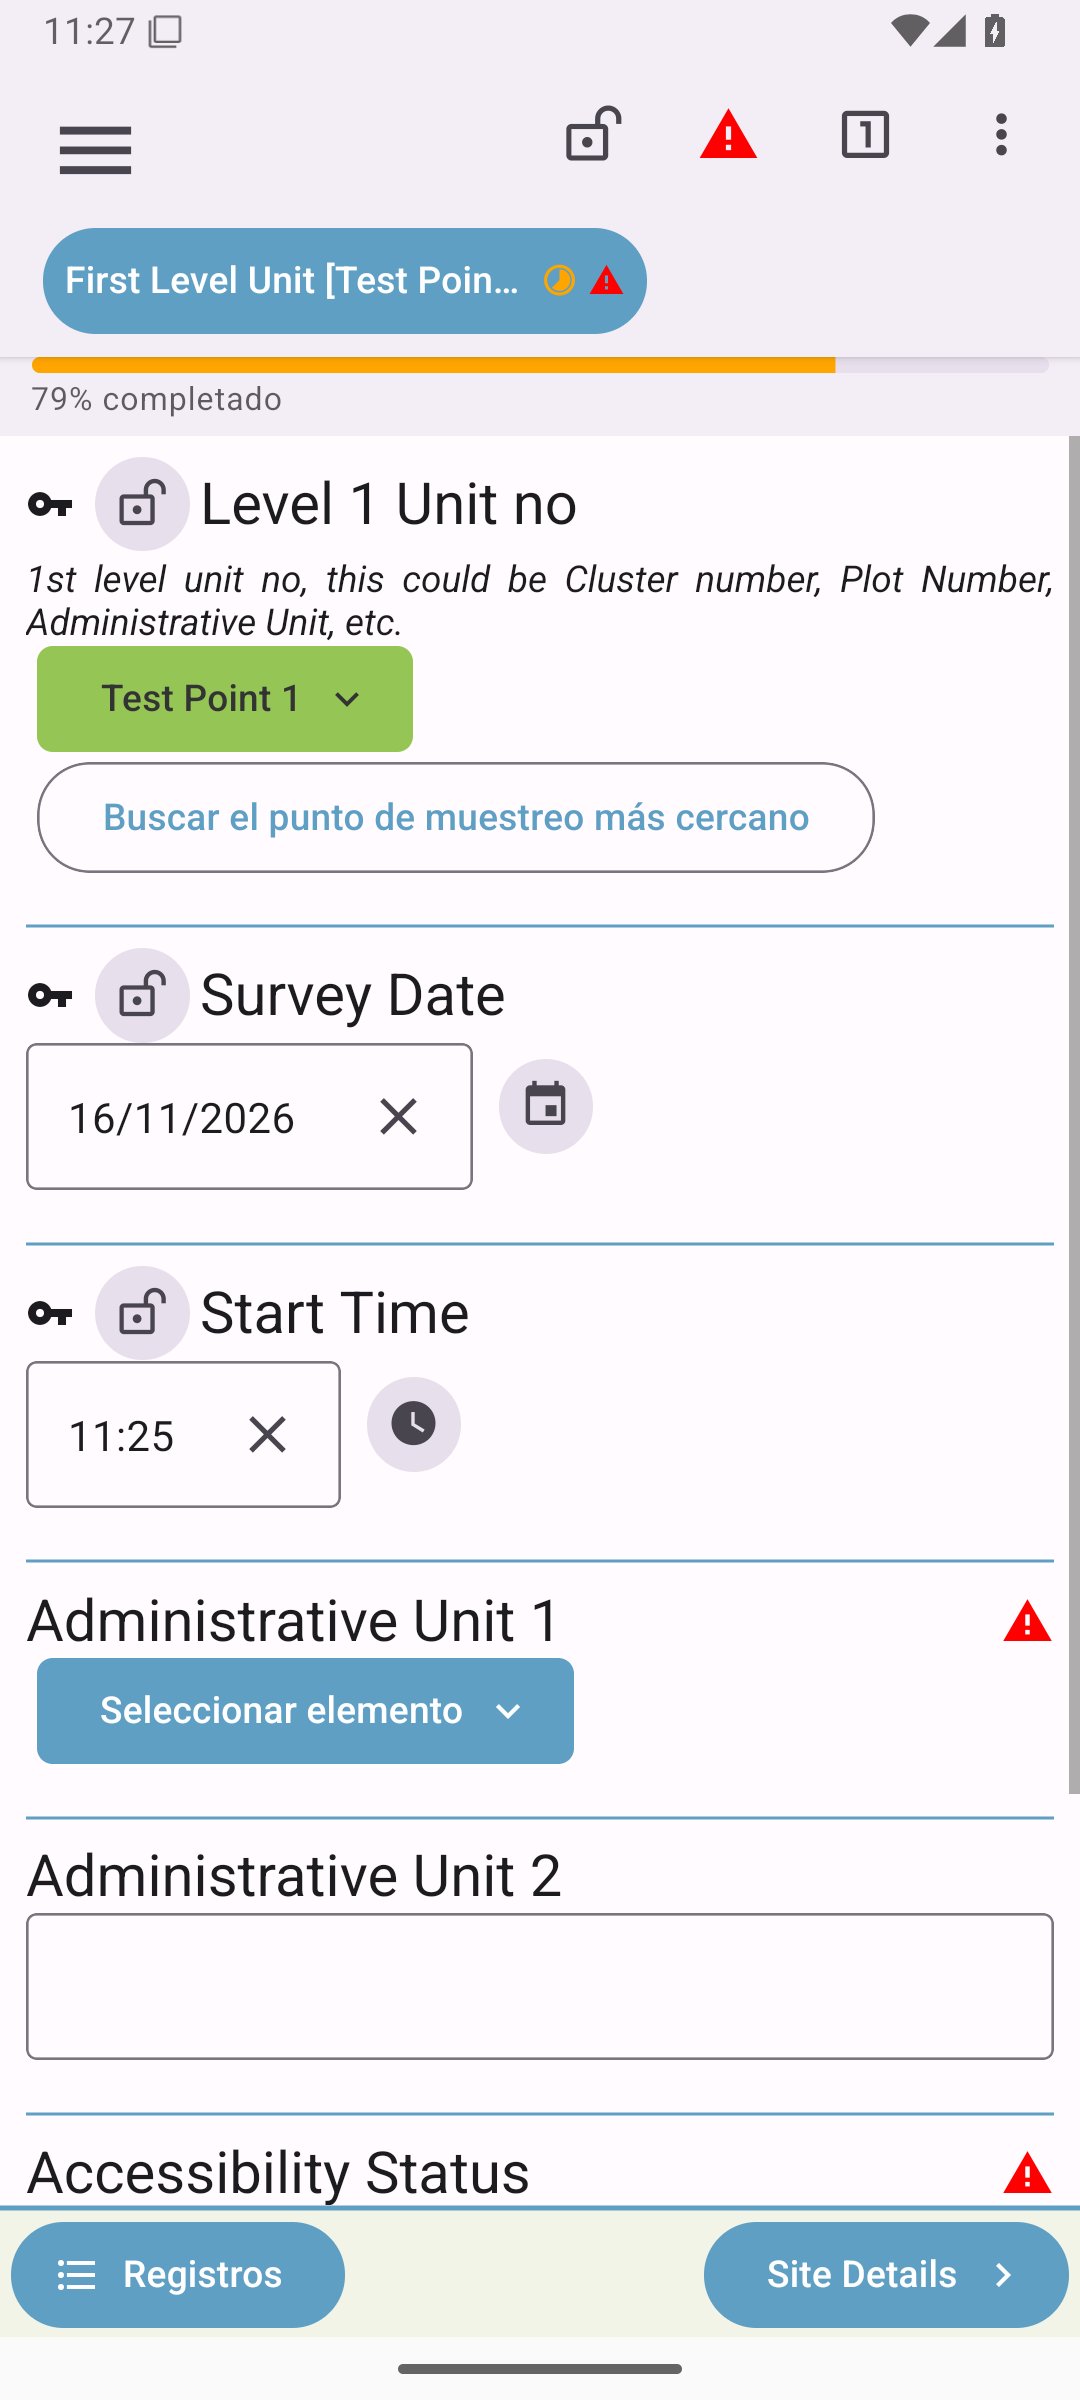 11:27
1
First Level Unit [Test Poin...
79% completado
Level 1 Unit no
1st level unit no, this could be Cluster number, Plot Number,
Administrative Unit, etc.
Test Point 1
Buscar el punto de muestreo más cercano
Survey Date
16/11/2026
Start Time
11:25
Administrative Unit 1
Seleccionar elemento
Administrative Unit 2
Accessibility Status
Registros
Site Details